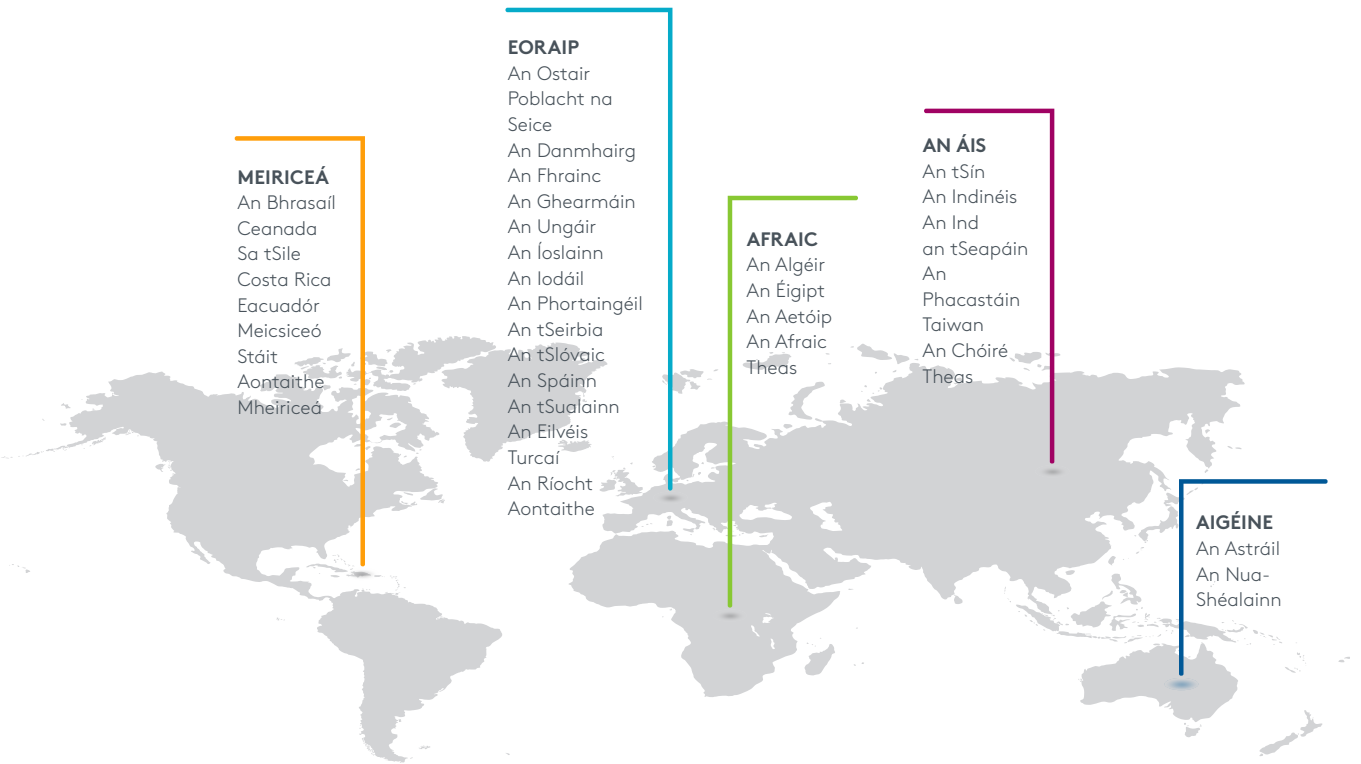 MEIRICEÁ
An Bhrasaíl
Ceanada
Sa tSile
Costa Rica
Eacuadór
Meicsiceó
Stáit
Aontaithe
Mheiriceá
EORAIP
An Ostair
Poblacht na
Seice
An Danmhairg
An Fhrainc
An Ghearmáin
An Ungáir
An Íoslainn
An Iodáil
An Phortaingéil
An tSeirbia
An tSlóvaic
An Spáinn
An tSualainn
An Eilvéis
Turcaí
An Ríocht
Aontaithe
AFRAIC
An Algéir
An Éigipt
An Aetóip
An Afraic
Theas
AN ÁIS
An tSín
An Indinéis
An Ind
an tSeapáin
An
Phacastáin
Taiwan
An Chóiré
Theas
AIGÉINE
An Astráil
An Nua-
Shéalainn